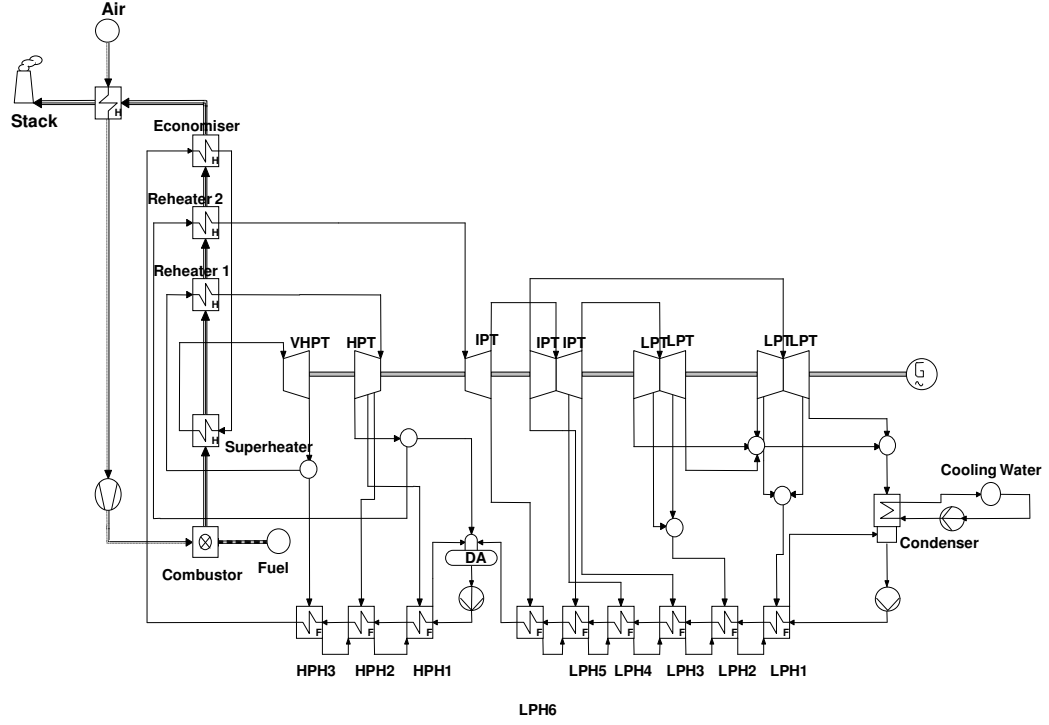 Air
Stack
H
Economiser
H
Reheater 2
H
Reheater 1
H
VHPT
HPT
IPT
IPT
IPT
LPT
LPT
LPT
LPT
G
~
H
Superheater
Cooling Water
Condenser
Combustor
Fuel
DA
F
F
F
F
F
F
F
F
F
HPH3
HPH2
HPH1
LPH5
LPH4
LPH3
LPH2
LPH1
LPH6